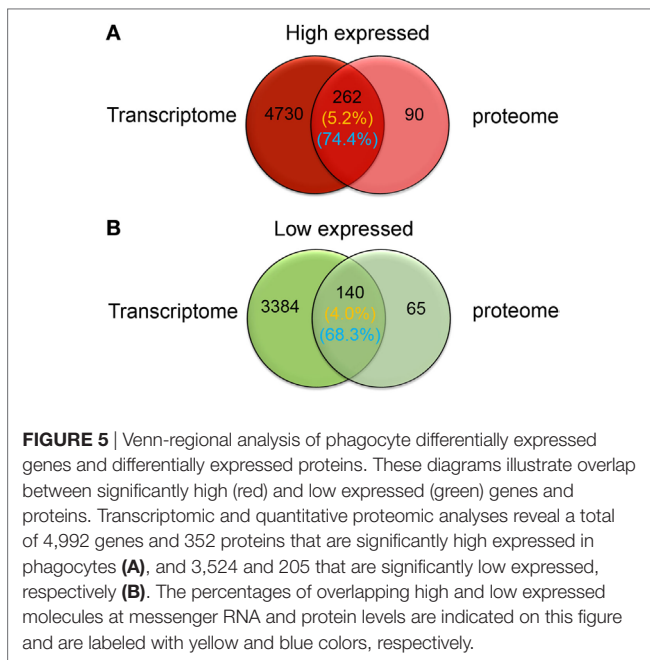 A
High expressed
Transcriptome
4730
262
(5.2%)
(74.4%)
90
proteome
B
Low expressed
Transcriptome
3384
140
(4.0%)
(68.3%)
65
proteome
FIGURE 5 | Venn-regional analysis of phagocyte differentially expressed
genes and differentially expressed proteins. These diagrams illustrate overlap
between significantly high (red) and low expressed (green) genes and
proteins. Transcriptomic and quantitative proteomic analyses reveal a total
of 4,992 genes and 352 proteins that are significantly high expressed in
phagocytes (A), and 3,524 and 205 that are significantly low expressed,
respectively (B). The percentages of overlapping high and low expressed
molecules at messenger RNA and protein levels are indicated on this figure
and are labeled with yellow and blue colors, respectively.